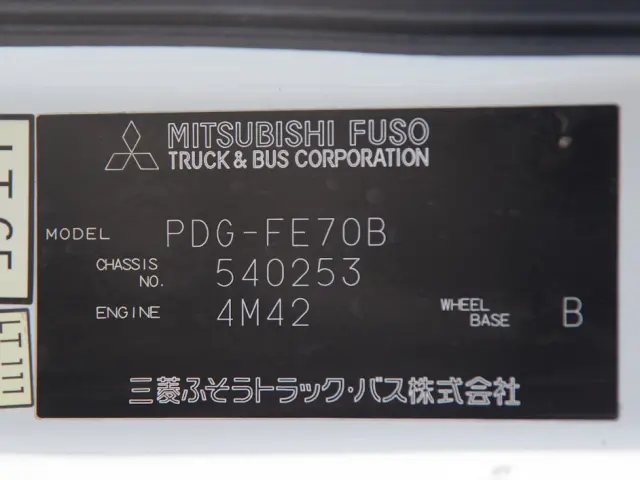 MITSUBISHI FUSO
TRUCK & BUS CORPORATION
MODEL PDG-FE70B
CHASSIS NO. 540253
ENGINE 4M42 WHEEL BASE B
三菱ふそうトラック・バス株式会社
LT111